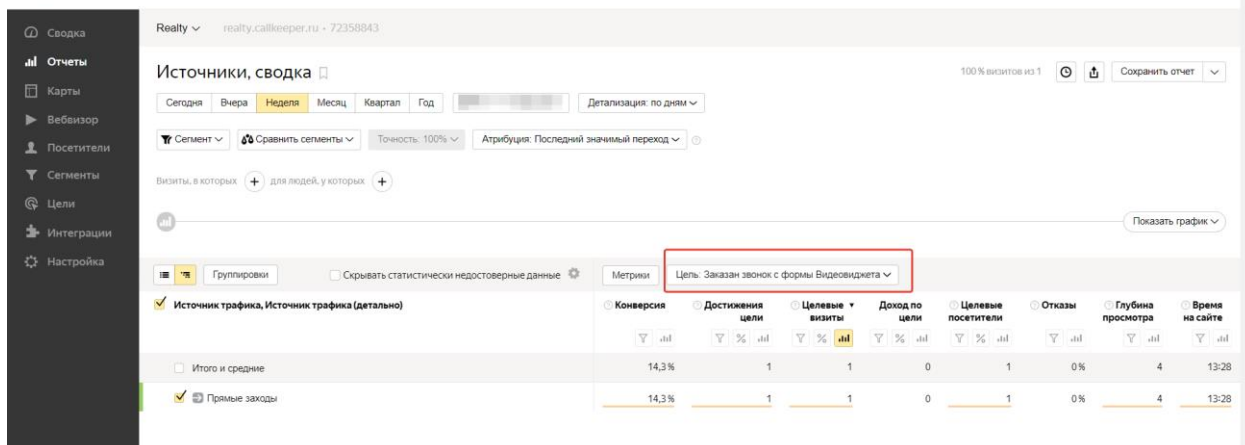 Сводка
Отчеты
Карты
Вебвизор
Посетители
Сегменты
Цели
Интеграции
Настройка
Realty realty.callkeeper.ru • 72358843
Источники, сводка
100 % визитов из 1 Сохранить отчет
Сегодня Вчера Неделя Месяц Квартал Год Детализация: по дням
Сегмент Сравнить сегменты Точность: 100% Атрибуция: Последний значимый переход
Визиты, в которых + для людей, у которых +
Показать график
Группировки Скрывать статистически недостоверные данные Метрики Цель: Заказан звонок с формы Видеовиджета
Источник трафика, Источник трафика (детально) Конверсия Достижения цели Целевые визиты Доход по цели Целевые посетители Отказы Глубина просмотра Время на сайте
% % % %
Итого и средние 14,3 % 1 1 0 1 0 % 4 13:28
Прямые заходы 14,3 % 1 1 0 1 0 % 4 13:28